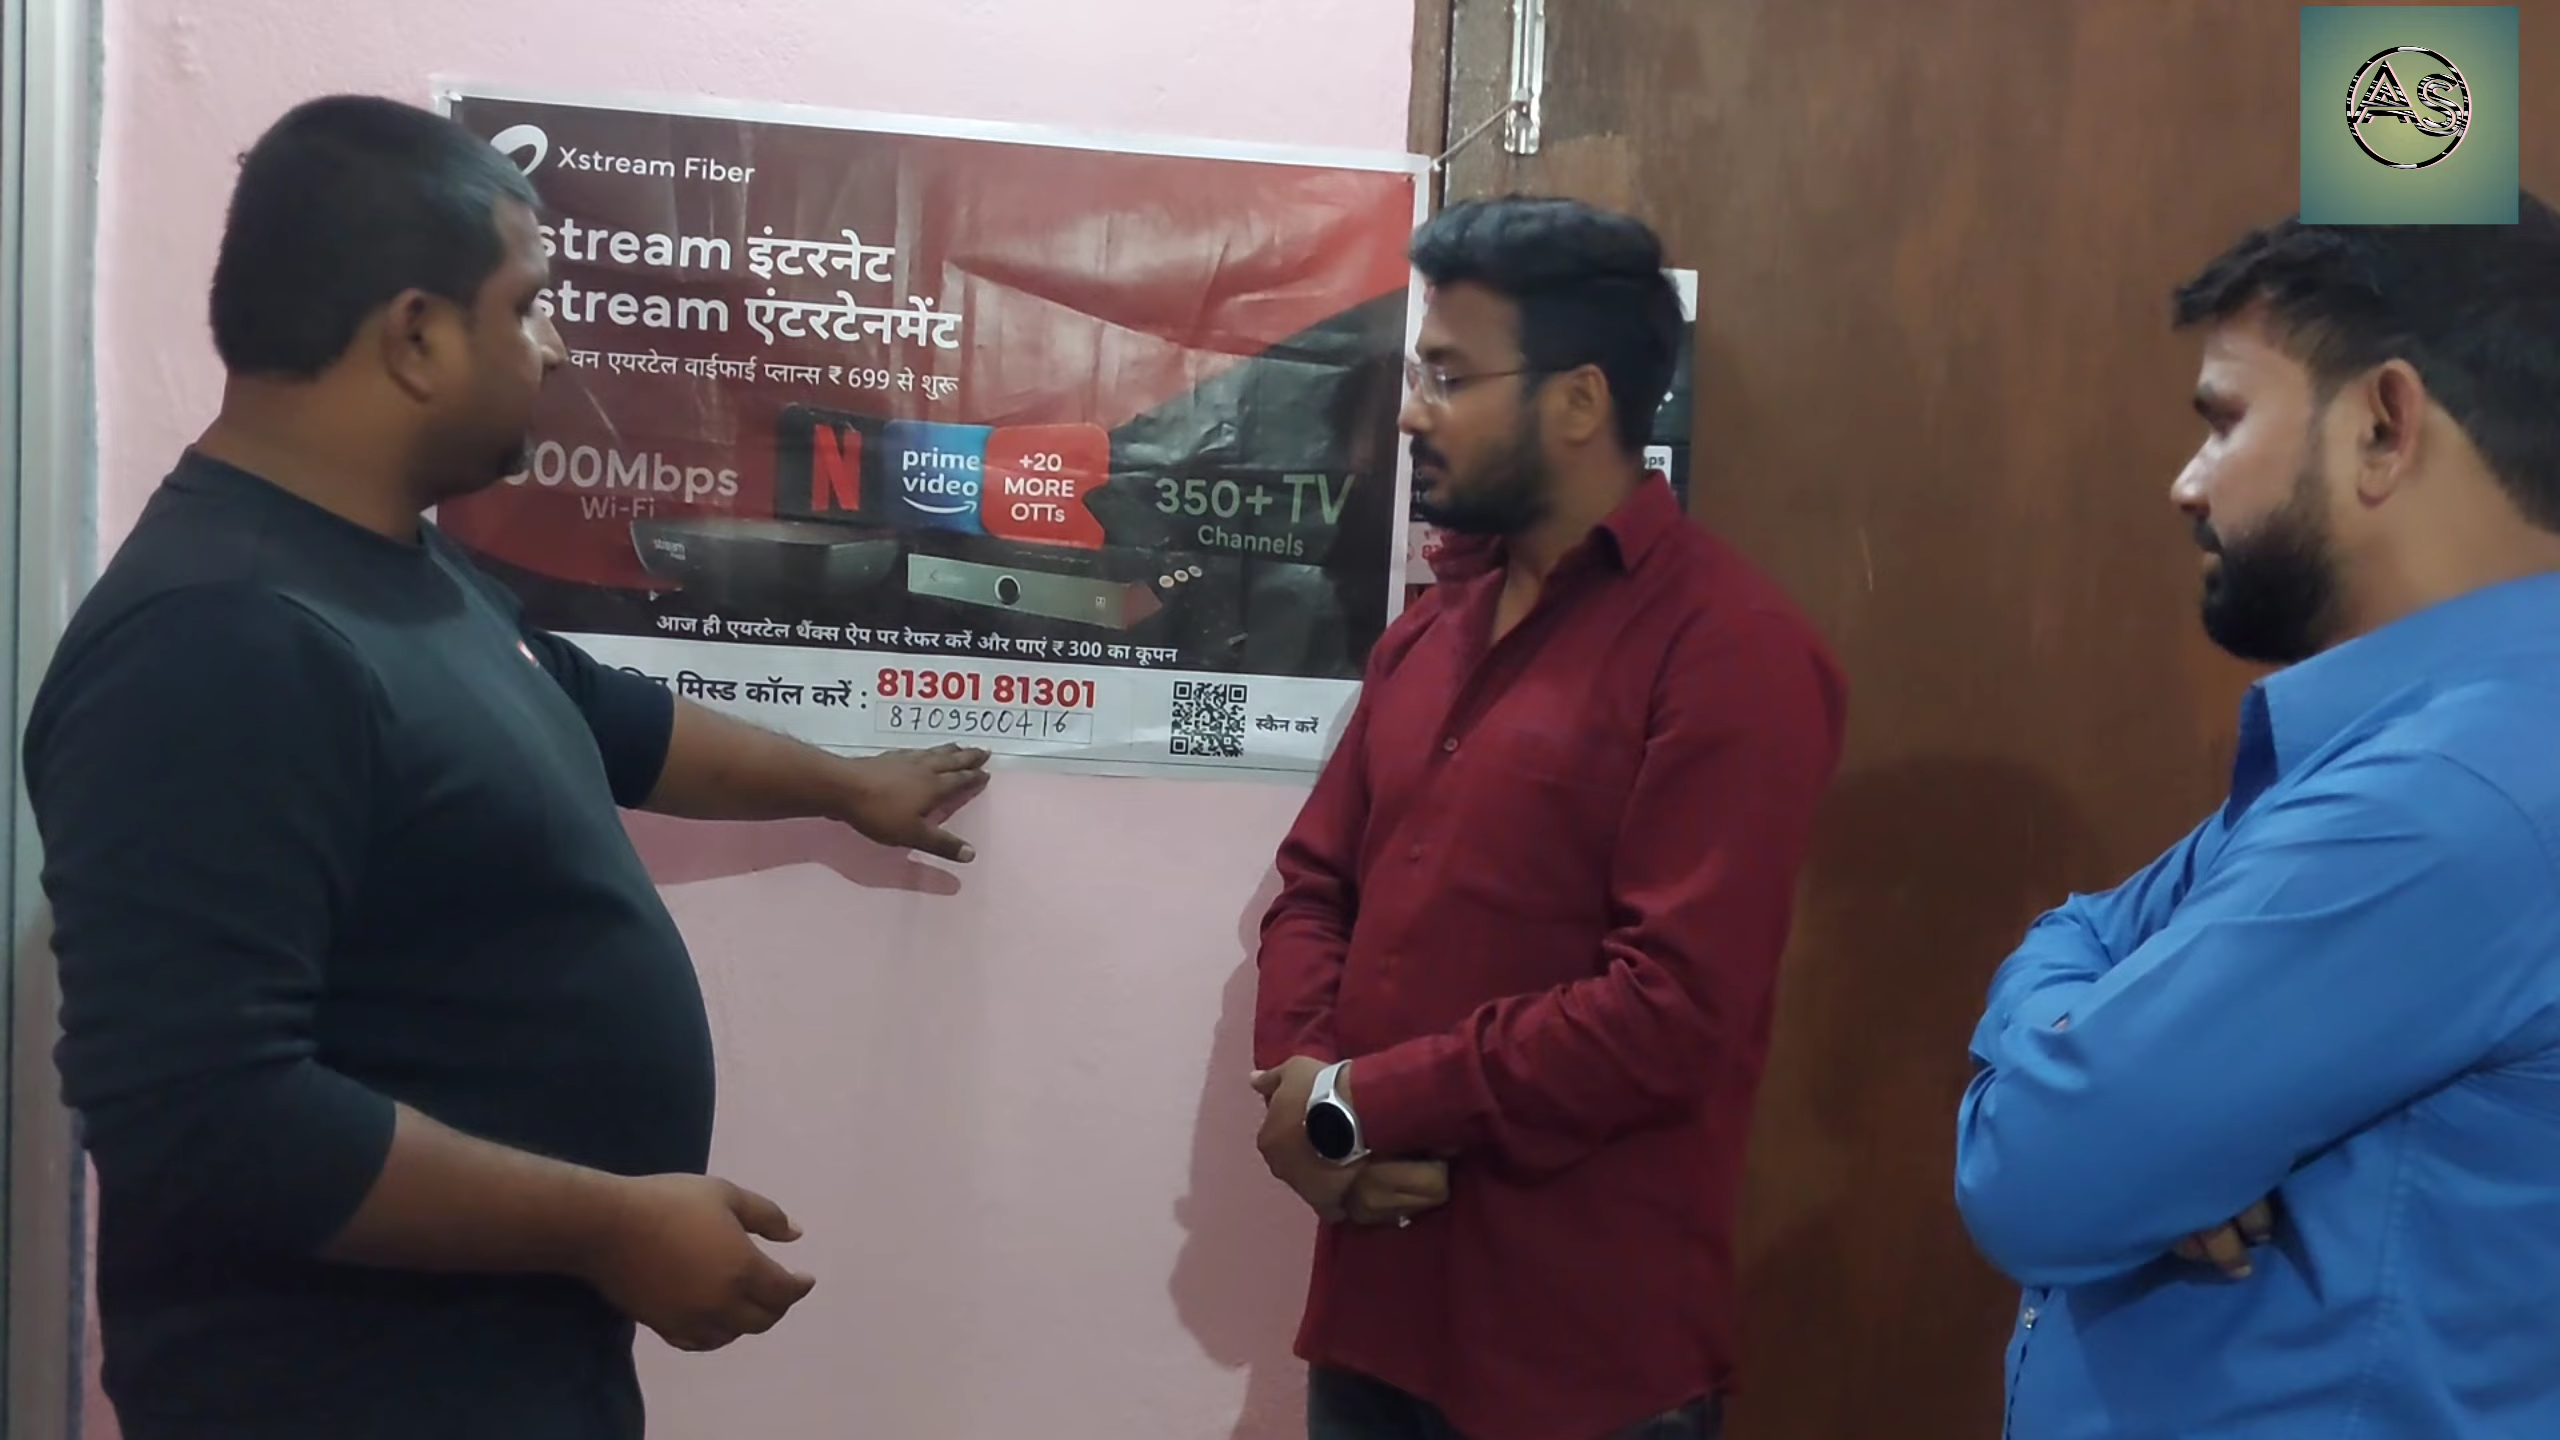 AS
Xstream Fiber
stream इंटरनेट
stream एंटरटेनमेंट
वन एयरटेल वाईफाई प्लान्स ₹ 699 से शुरू
00Mbps
Wi-Fi
N
prime video
+20 MORE OTTs
350+ TV
Channels
आज ही एयरटेल थैंक्स ऐप पर रेफर करें और पाएं ₹ 300 का कूपन
मिस्ड कॉल करें : 81301 81301
8709500416
स्कैन करें